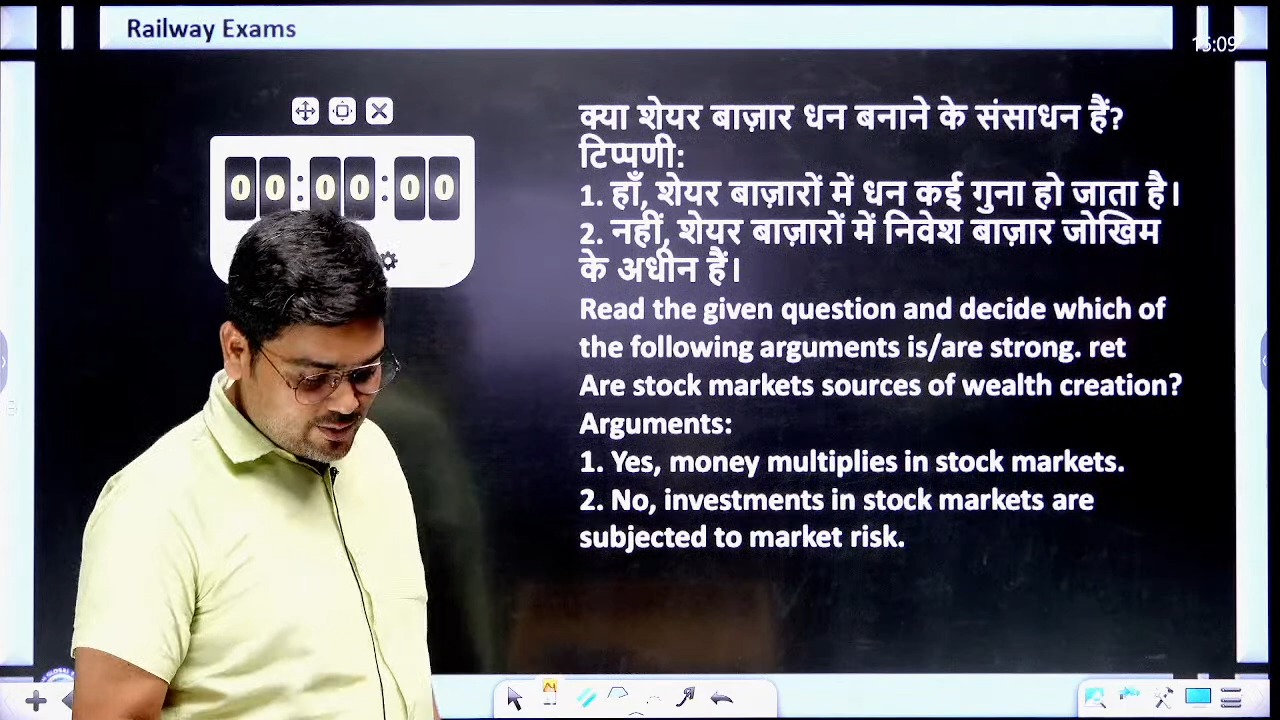 Railway Exams
15:09
00:00:00
क्या शेयर बाज़ार धन बनाने के संसाधन हैं?
टिप्पणी:
1. हाँ, शेयर बाज़ारों में धन कई गुना हो जाता है।
2. नहीं, शेयर बाज़ारों में निवेश बाज़ार जोखिम
के अधीन हैं।
Read the given question and decide which of
the following arguments is/are strong. ret
Are stock markets sources of wealth creation?
Arguments:
1. Yes, money multiplies in stock markets.
2. No, investments in stock markets are
subjected to market risk.